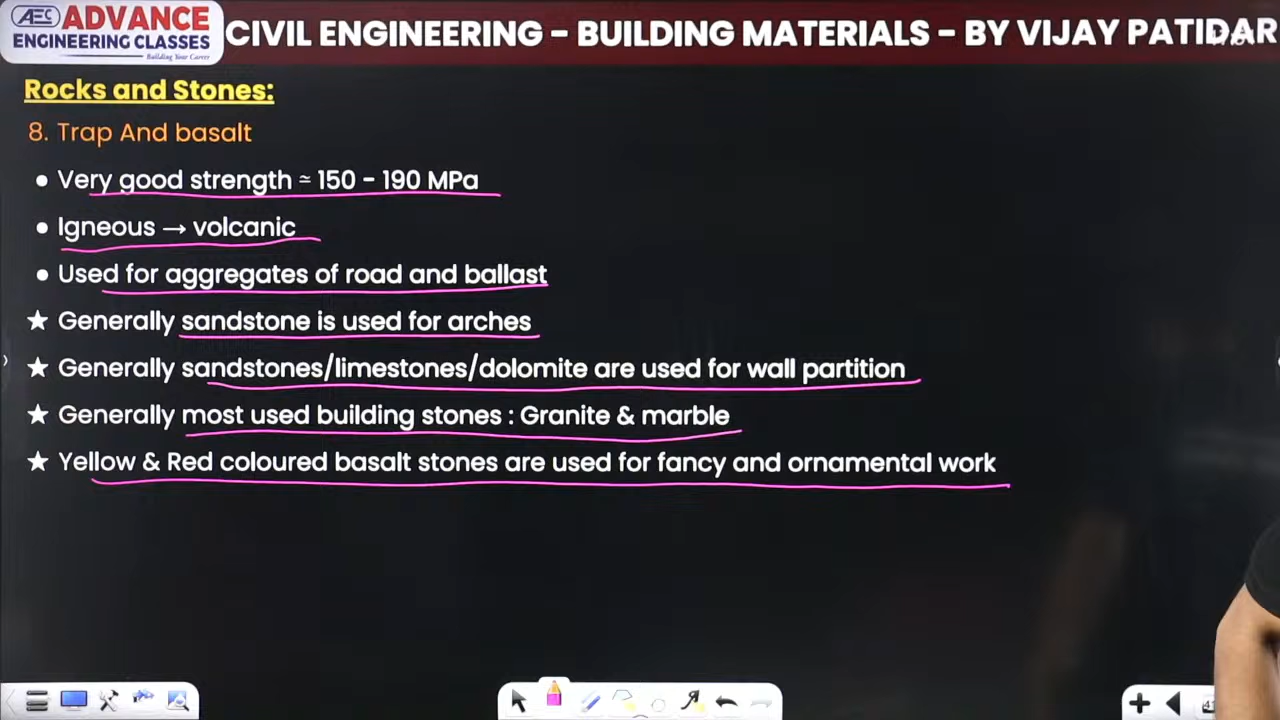 AEC ADVANCE
ENGINEERING CLASSES
Building Your Career
CIVIL ENGINEERING - BUILDING MATERIALS - BY VIJAY PATIDAR
Rocks and Stones:
8. Trap And basalt
• Very good strength ≃ 150 - 190 MPa
• Igneous → volcanic
• Used for aggregates of road and ballast
★ Generally sandstone is used for arches
★ Generally sandstones/limestones/dolomite are used for wall partition
★ Generally most used building stones : Granite & marble
★ Yellow & Red coloured basalt stones are used for fancy and ornamental work